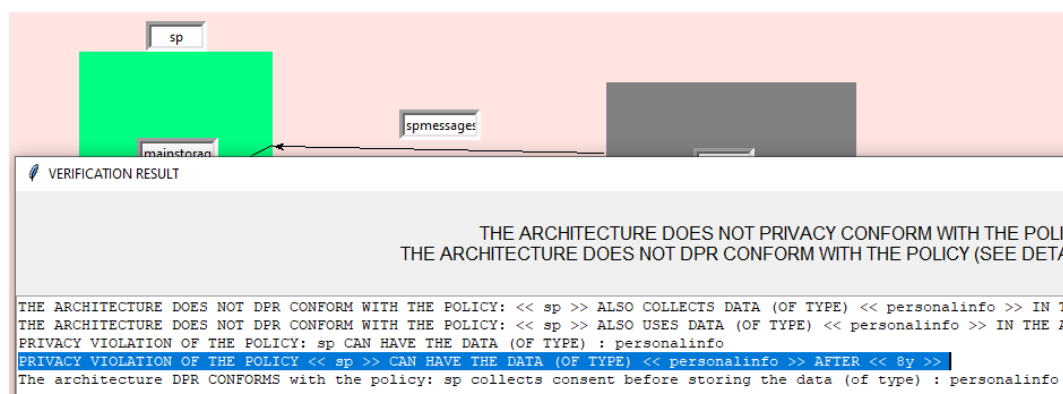 sp
spmessages
mainstorag
VERIFICATION RESULT
THE ARCHITECTURE DOES NOT PRIVACY CONFORM WITH THE POLI
THE ARCHITECTURE DOES NOT DPR CONFORM WITH THE POLICY (SEE DETA
THE ARCHITECTURE DOES NOT DPR CONFORM WITH THE POLICY: << sp >> ALSO COLLECTS DATA (OF TYPE) << personalinfo >> IN T
THE ARCHITECTURE DOES NOT DPR CONFORM WITH THE POLICY: << sp >> ALSO USES DATA (OF TYPE) << personalinfo >> IN THE A
PRIVACY VIOLATION OF THE POLICY: sp CAN HAVE THE DATA (OF TYPE) : personalinfo
PRIVACY VIOLATION OF THE POLICY << sp >> CAN HAVE THE DATA (OF TYPE) << personalinfo >> AFTER << 8y >>
The architecture DPR CONFORMS with the policy: sp collects consent before storing the data (of type) : personalinfo